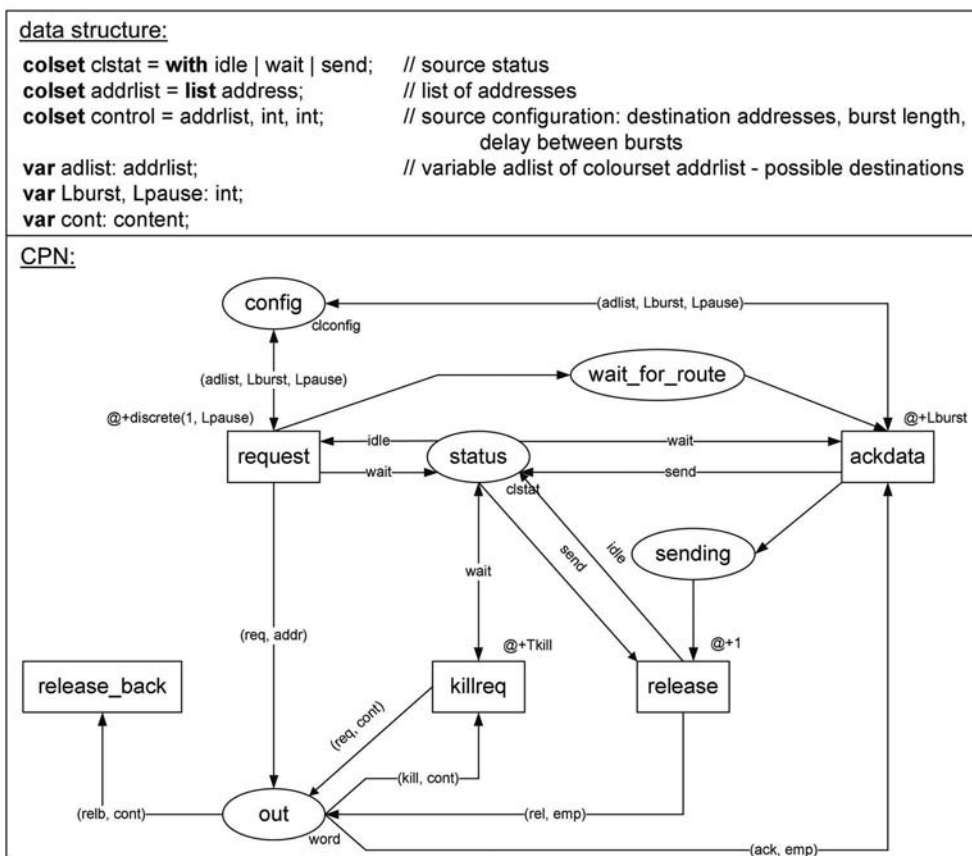 data structure:
colset clstat = with idle | wait | send; // source status
colset addrlist = list address; // list of addresses
colset control = addrlist, int, int; // source configuration: destination addresses, burst length,
delay between bursts
var adlist: addrlist; // variable adlist of colourset addrlist - possible destinations
var Lburst, Lpause: int;
var cont: content;
CPN:
config
clconfig
(adlist, Lburst, Lpause)
wait_for_route
(adlist, Lburst, Lpause)
@+discrete(1, Lpause)
@+Lburst
request
idle
wait
status
clstat
wait
send
ackdata
sending
send
idle
wait
(req, addr)
@+Tkill
@+1
release_back
killreq
release
(req, cont)
(kill, cont)
(relb, cont)
out
word
(rel, emp)
(ack, emp)